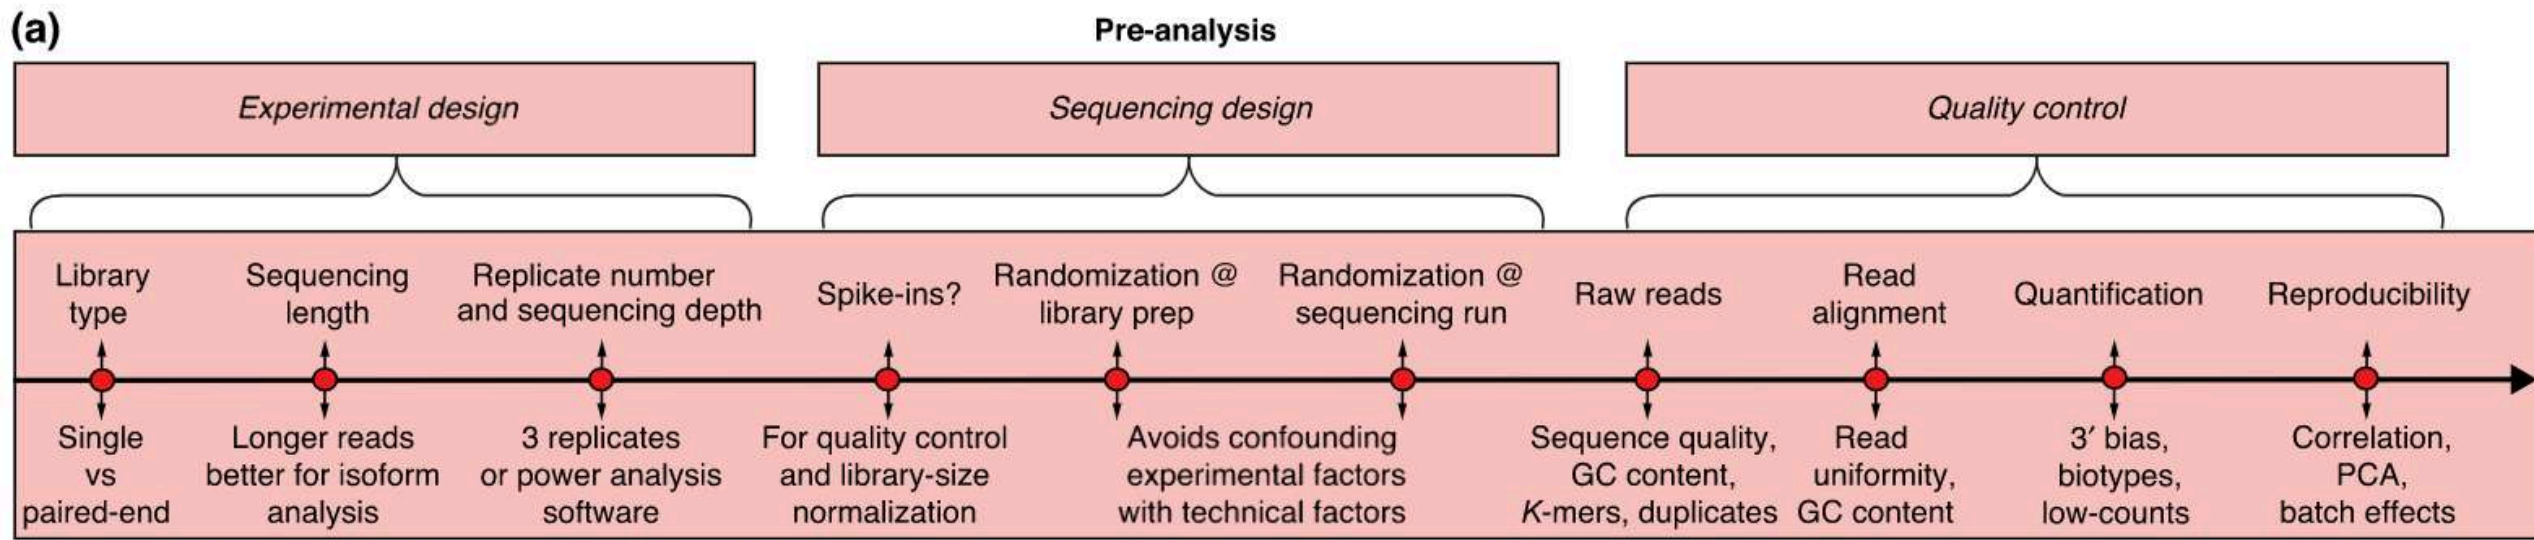 (a)
Pre-analysis
Experimental design
Sequencing design
Quality control
Library
type
Sequencing
length
Replicate number
and sequencing depth
Spike-ins?
Randomization @
library prep
Randomization @
sequencing run
Raw reads
Read
alignment
Quantification
Reproducibility
Single
vs
paired-end
Longer reads
better for isoform
analysis
3 replicates
or power analysis
software
For quality control
and library-size
normalization
Avoids confounding
experimental factors
with technical factors
Sequence quality,
GC content,
K-mers, duplicates
Read
uniformity,
GC content
3′ bias,
biotypes,
low-counts
Correlation,
PCA,
batch effects